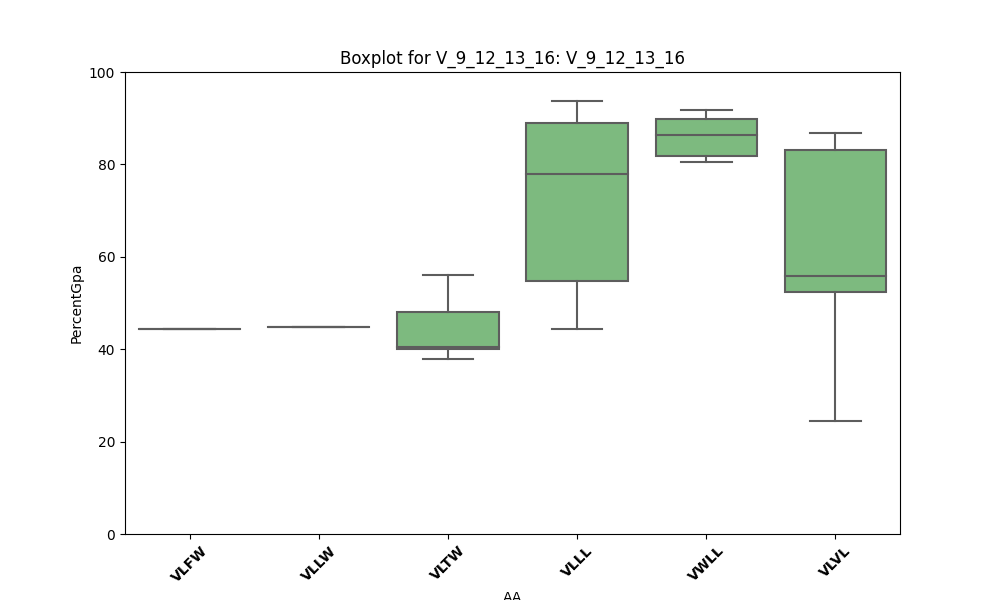 Boxplot for V_9_12_13_16: V_9_12_13_16
100
80
60
40
20
0
PercentGpa
VLFW
VLLW
VLTW
VLLL
VWLL
VLVL
AA